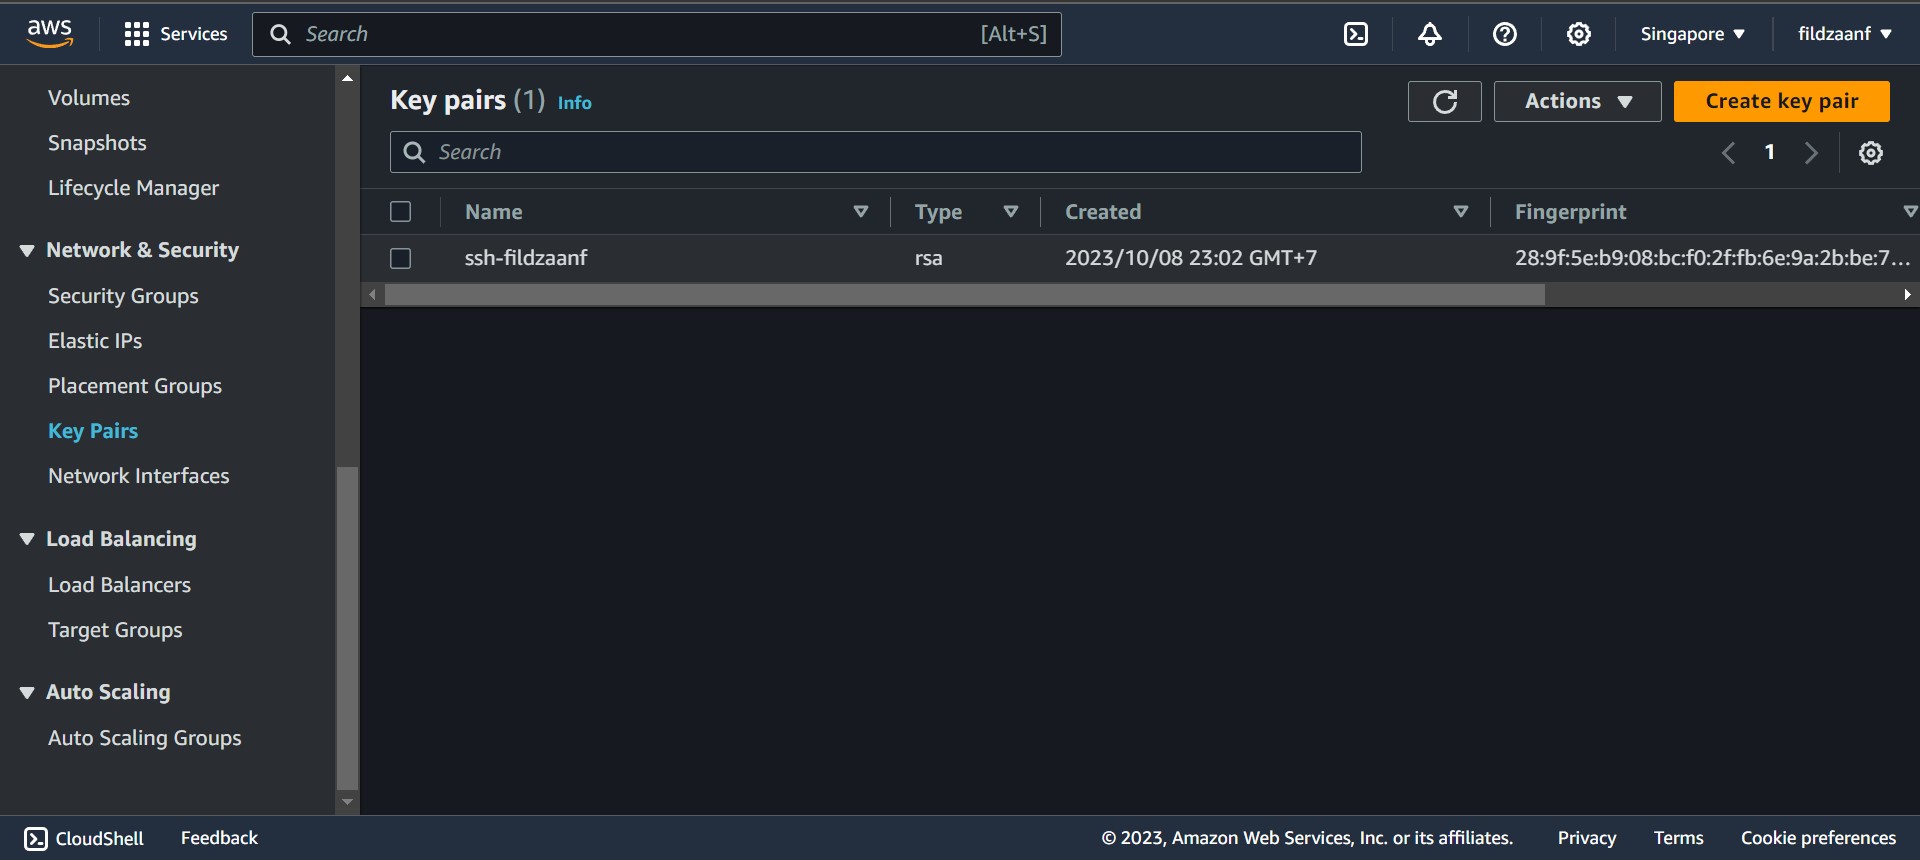 aws Services Search [Alt+S] Singapore fildzaanf
Volumes
Snapshots
Lifecycle Manager
Network & Security
Security Groups
Elastic IPs
Placement Groups
Key Pairs
Network Interfaces
Load Balancing
Load Balancers
Target Groups
Auto Scaling
Auto Scaling Groups
Key pairs (1) Info
Actions
Create key pair
Search
1
Name Type Created Fingerprint
ssh-fildzaanf rsa 2023/10/08 23:02 GMT+7 28:9f:5e:b9:08:bc:f0:2f:fb:6e:9a:2b:be:7...
CloudShell Feedback © 2023, Amazon Web Services, Inc. or its affiliates. Privacy Terms Cookie preferences